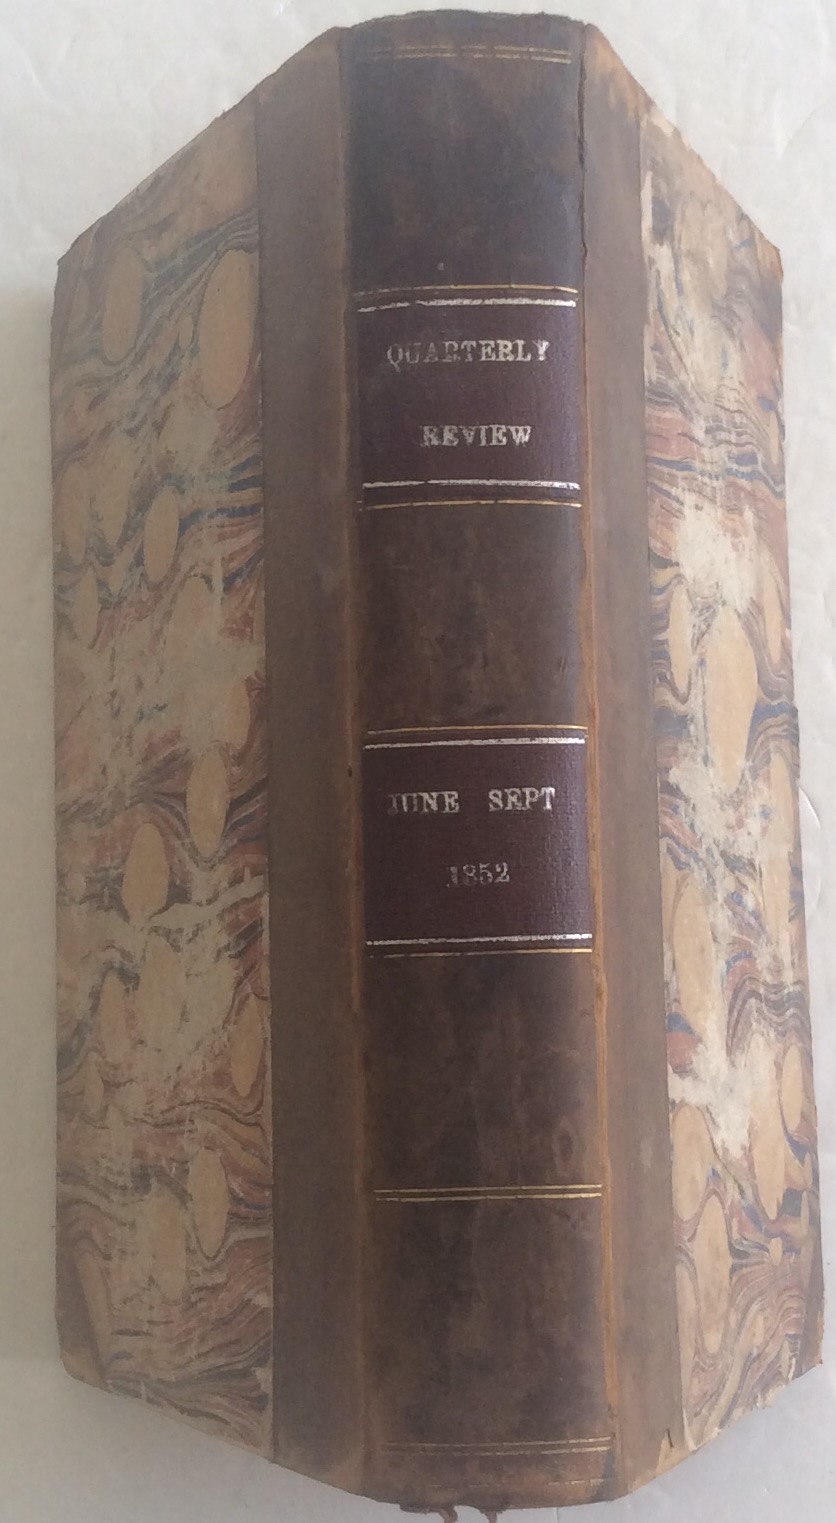 QUARTERLY
REVIEW
JUNE SEPT
1852